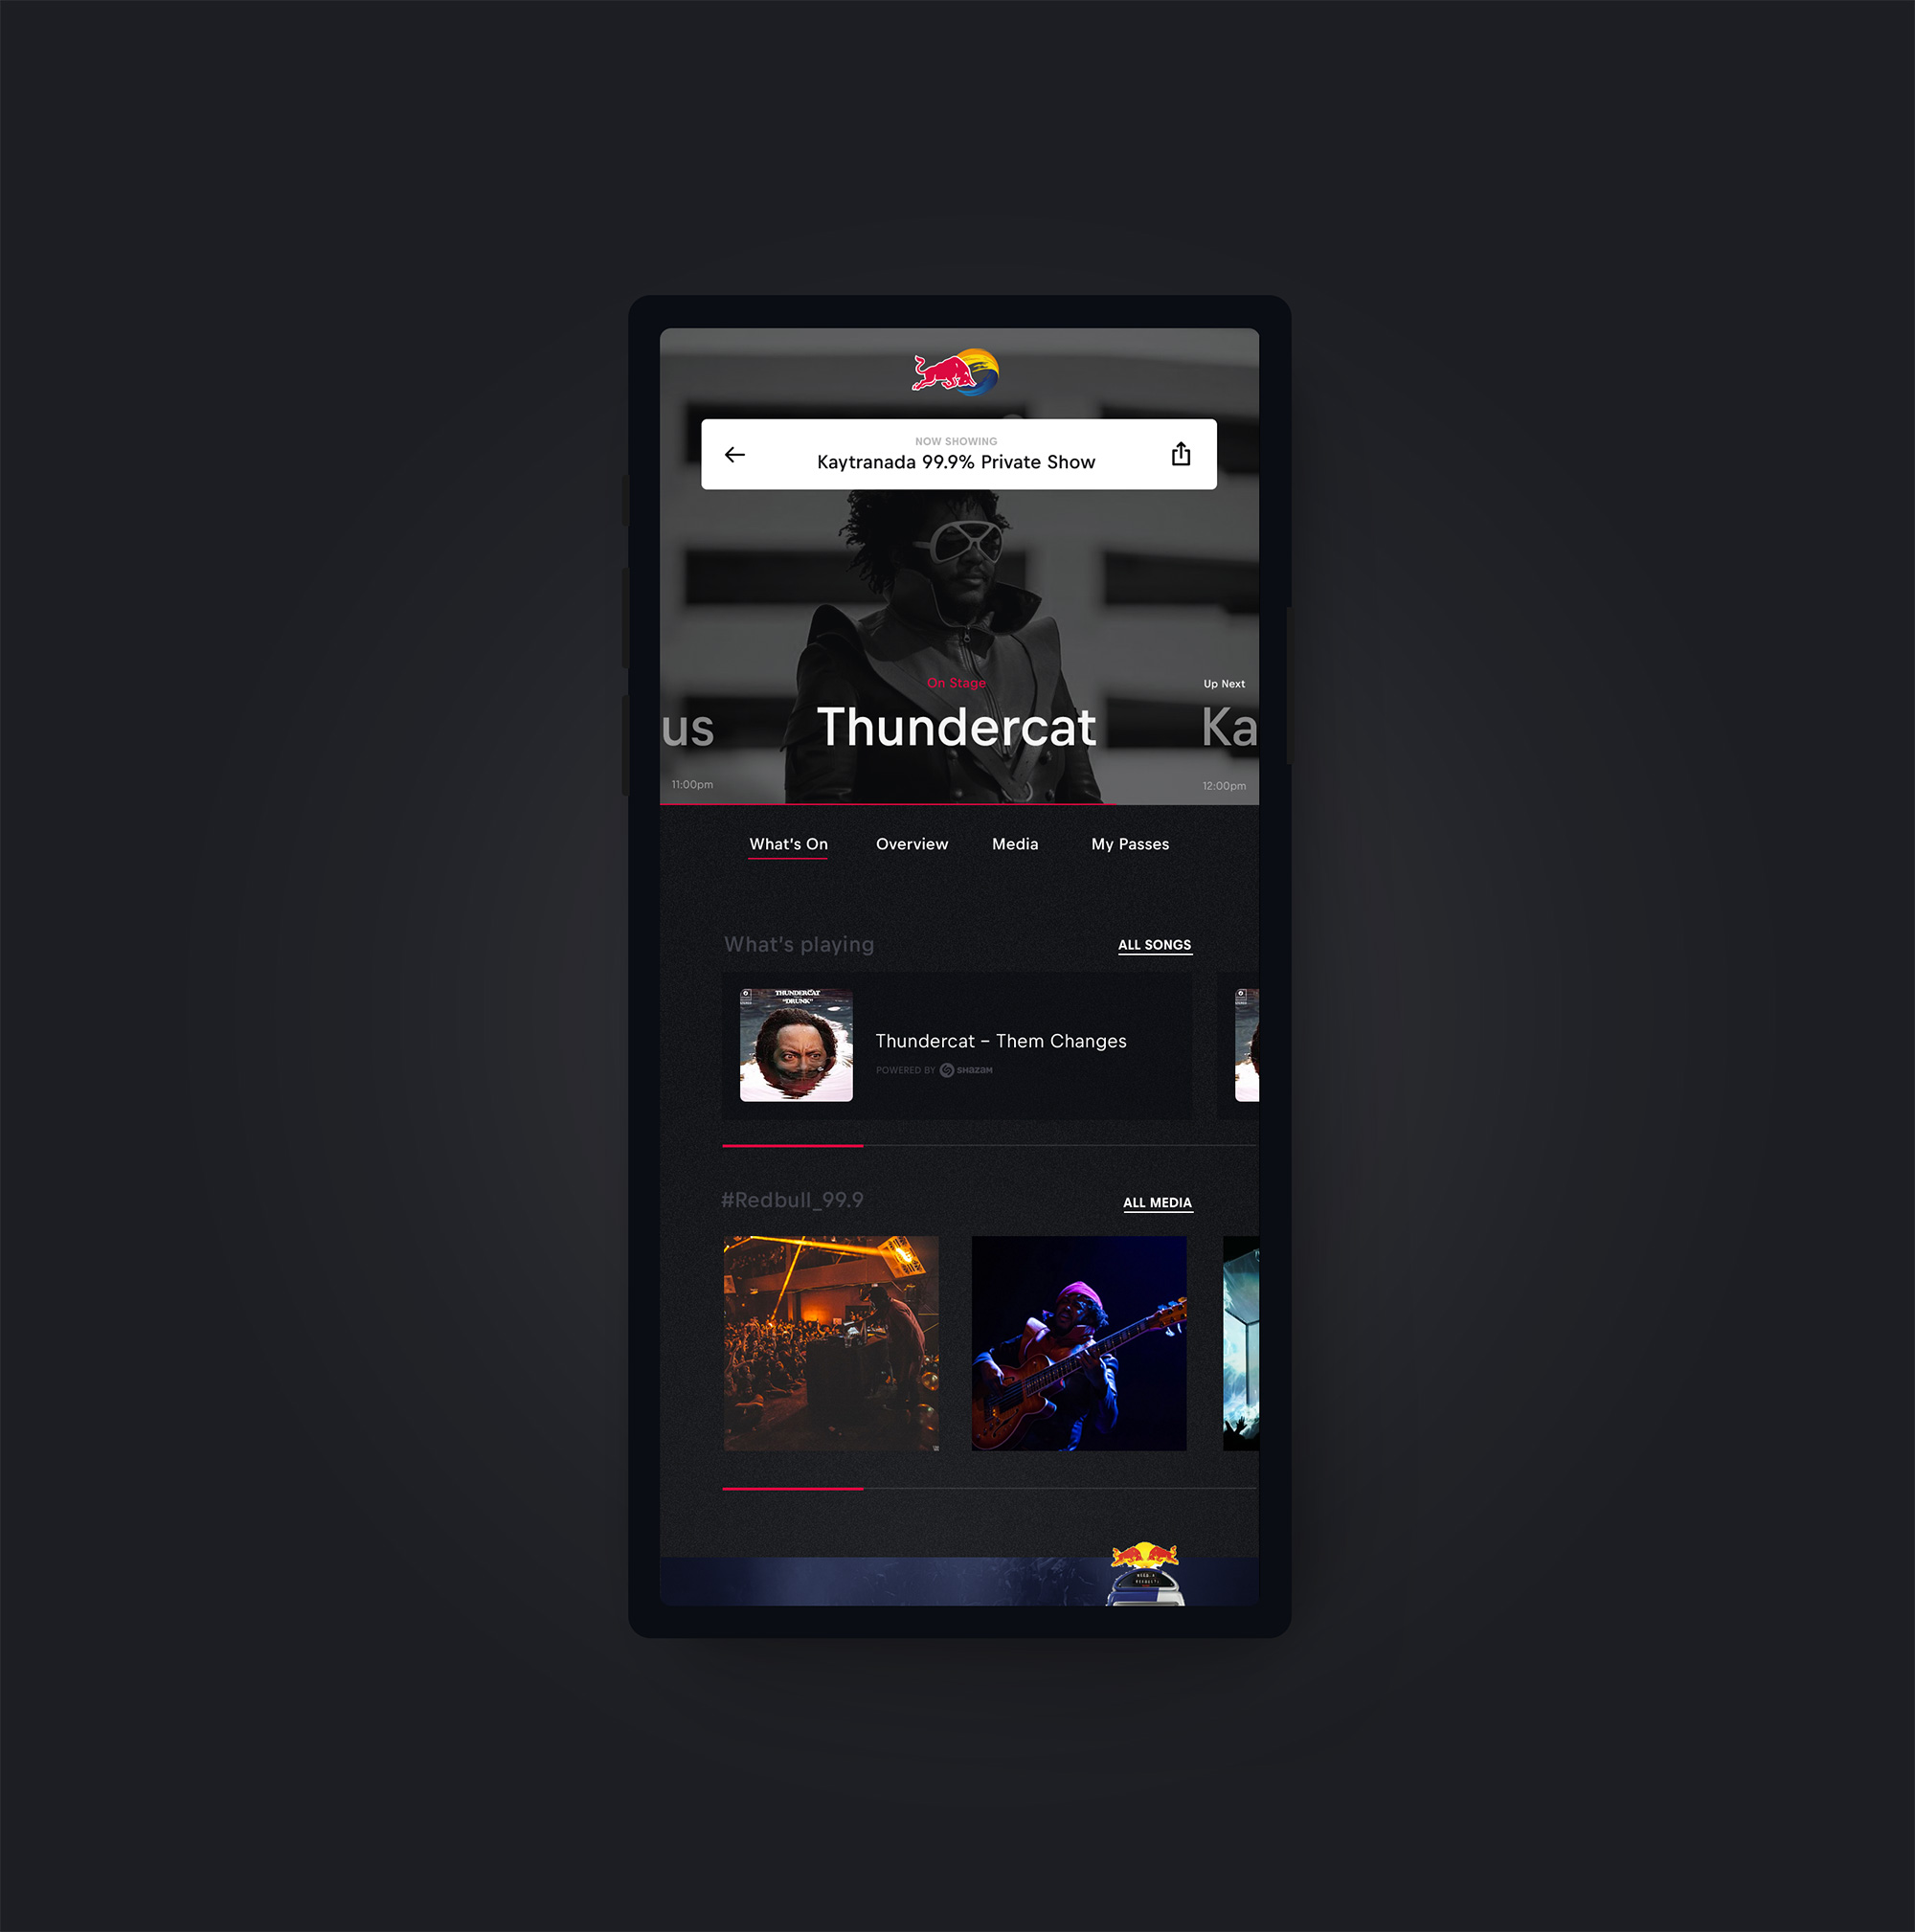 NOW SHOWING
Kaytranada 99.9% Private Show
On Stage
Up Next
us
Thundercat
Ka
11:00pm
12:00pm
What's On
Overview
Media
My Passes
What's playing
ALL SONGS
THUNDERCAT
"DRUNK"
Thundercat – Them Changes
POWERED BY SHAZAM
#Redbull_99.9
ALL MEDIA